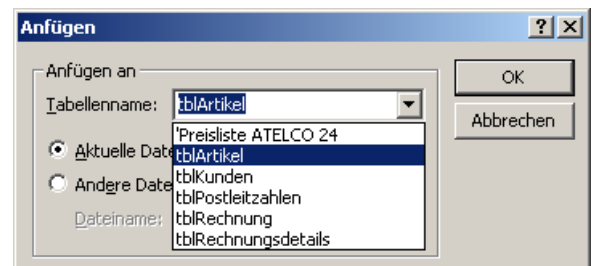 Anfügen
Anfügen an
Tabellenname: tblArtikel
'Preisliste ATELCO 24
tblArtikel
tblKunden
tblPostleitzahlen
tblRechnung
tblRechnungsdetails
Aktuelle Date
Andere Date
Dateiname:
OK
Abbrechen